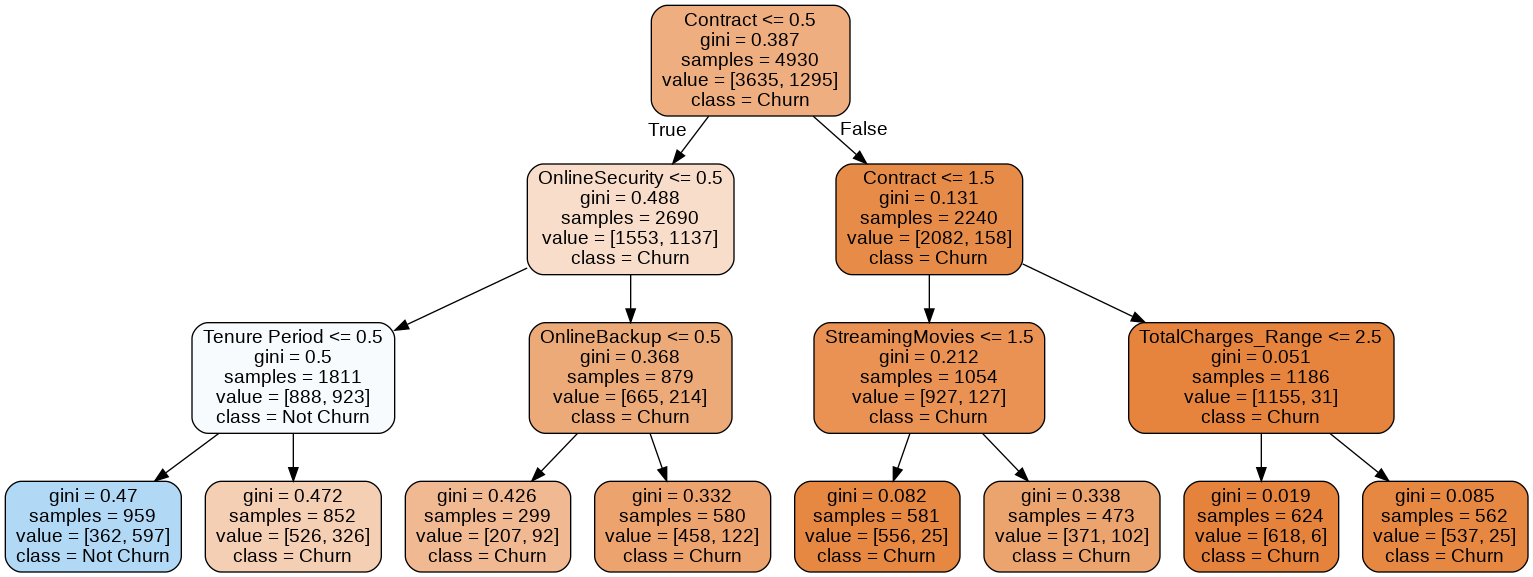 Contract <= 0.5
gini = 0.387
samples = 4930
value = [3635, 1295]
class = Churn
True
False
OnlineSecurity <= 0.5
gini = 0.488
samples = 2690
value = [1553, 1137]
class = Churn
Contract <= 1.5
gini = 0.131
samples = 2240
value = [2082, 158]
class = Churn
Tenure Period <= 0.5
gini = 0.5
samples = 1811
value = [888, 923]
class = Not Churn
OnlineBackup <= 0.5
gini = 0.368
samples = 879
value = [665, 214]
class = Churn
StreamingMovies <= 1.5
gini = 0.212
samples = 1054
value = [927, 127]
class = Churn
TotalCharges_Range <= 2.5
gini = 0.051
samples = 1186
value = [1155, 31]
class = Churn
gini = 0.47
samples = 959
value = [362, 597]
class = Not Churn
gini = 0.472
samples = 852
value = [526, 326]
class = Churn
gini = 0.426
samples = 299
value = [207, 92]
class = Churn
gini = 0.332
samples = 580
value = [458, 122]
class = Churn
gini = 0.082
samples = 581
value = [556, 25]
class = Churn
gini = 0.338
samples = 473
value = [371, 102]
class = Churn
gini = 0.019
samples = 624
value = [618, 6]
class = Churn
gini = 0.085
samples = 562
value = [537, 25]
class = Churn